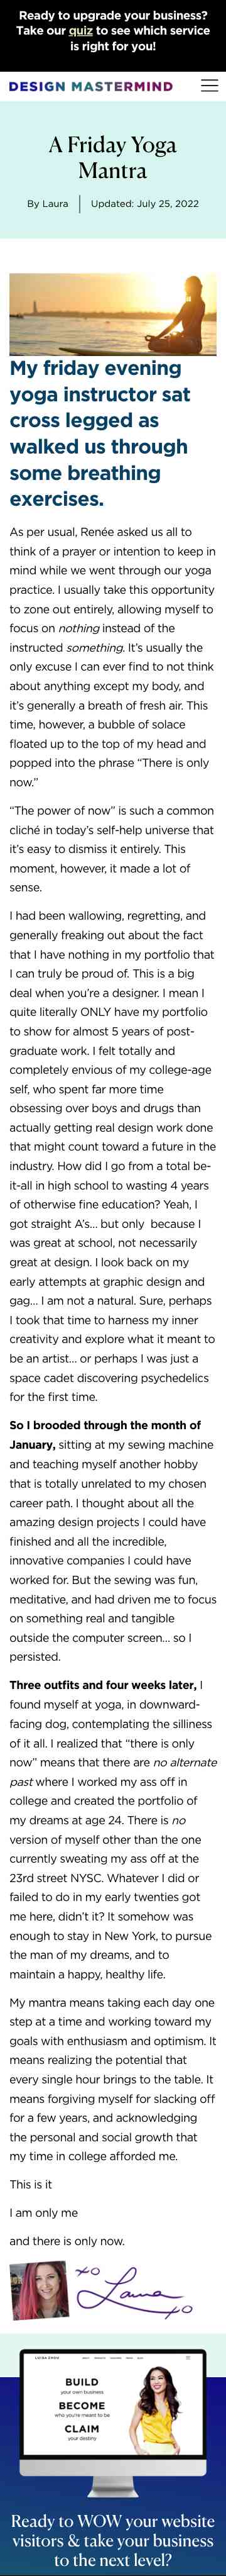 Ready to upgrade your business?
Take our quiz to see which service
is right for you!
DESIGN MASTERMIND
A Friday Yoga
Mantra
By Laura
Updated: July 25, 2022
My friday evening
yoga instructor sat
cross legged as
walked us through
some breathing
exercises.
As per usual, Renée asked us all to
think of a prayer or intention to keep in
mind while we went through our yoga
practice. I usually take this opportunity
to zone out entirely, allowing myself to
focus on nothing instead of the
instructed something. It's usually the
only excuse I can ever find to not think
about anything except my body, and
it's generally a breath of fresh air. This
time, however, a bubble of solace
floated up to the top of my head and
popped into the phrase "There is only
now."
"The power of now" is such a common
cliché in today's self-help universe that
it's easy to dismiss it entirely. This
moment, however, it made a lot of
sense.
I had been wallowing, regretting, and
generally freaking out about the fact
that I have nothing in my portfolio that
I can truly be proud of. This is a big
deal when you're a designer. I mean I
quite literally ONLY have my portfolio
to show for almost 5 years of post-
graduate work. I felt totally and
completely envious of my college-age
self, who spent far more time
obsessing over boys and drugs than
actually getting real design work done
that might count toward a future in the
industry. How did I go from a total be-
it-all in high school to wasting 4 years
of otherwise fine education? Yeah, I
got straight A's... but only because I
was great at school, not necessarily
great at design. I look back on my
early attempts at graphic design and
gag... I am not a natural. Sure, perhaps
I took that time to harness my inner
creativity and explore what it meant to
be an artist... or perhaps I was just a
space cadet discovering psychedelics
for the first time.
So I brooded through the month of
January, sitting at my sewing machine
and teaching myself another hobby
that is totally unrelated to my chosen
career path. I thought about all the
amazing design projects I could have
finished and all the incredible,
innovative companies I could have
worked for. But the sewing was fun,
meditative, and had driven me to focus
on something real and tangible
outside the computer screen... so I
persisted.
Three outfits and four weeks later, I
found myself at yoga, in downward-
facing dog, contemplating the silliness
of it all. I realized that "there is only
now" means that there are no alternate
past where I worked my ass off in
college and created the portfolio of
my dreams at age 24. There is no
version of myself other than the one
currently sweating my ass off at the
23rd street NYSC. Whatever I did or
failed to do in my early twenties got
me here, didn't it? It somehow was
enough to stay in New York, to pursue
the man of my dreams, and to
maintain a happy, healthy life.
My mantra means taking each day one
step at a time and working toward my
goals with enthusiasm and optimism. It
means realizing the potential that
every single hour brings to the table. It
means forgiving myself for slacking off
for a few years, and acknowledging
the personal and social growth that
my time in college afforded me.
This is it
I am only me
and there is only now.
xo Laura xo
BUILD
your own business
BECOME
who you're meant to be
CLAIM
your destiny
Ready to WOW your website
visitors & take your business
to the next level?